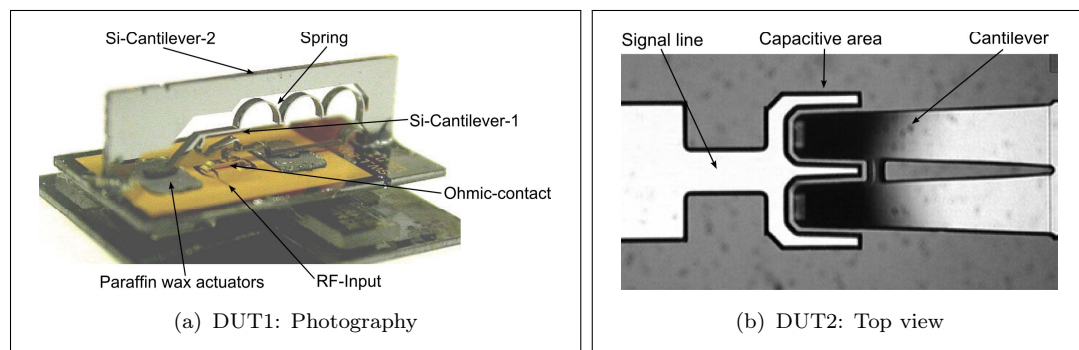 Si-Cantilever-2
Spring
Si-Cantilever-1
Ohmic-contact
Paraffin wax actuators
RF-Input
(a) DUT1: Photography
Signal line
Capacitive area
Cantilever
(b) DUT2: Top view